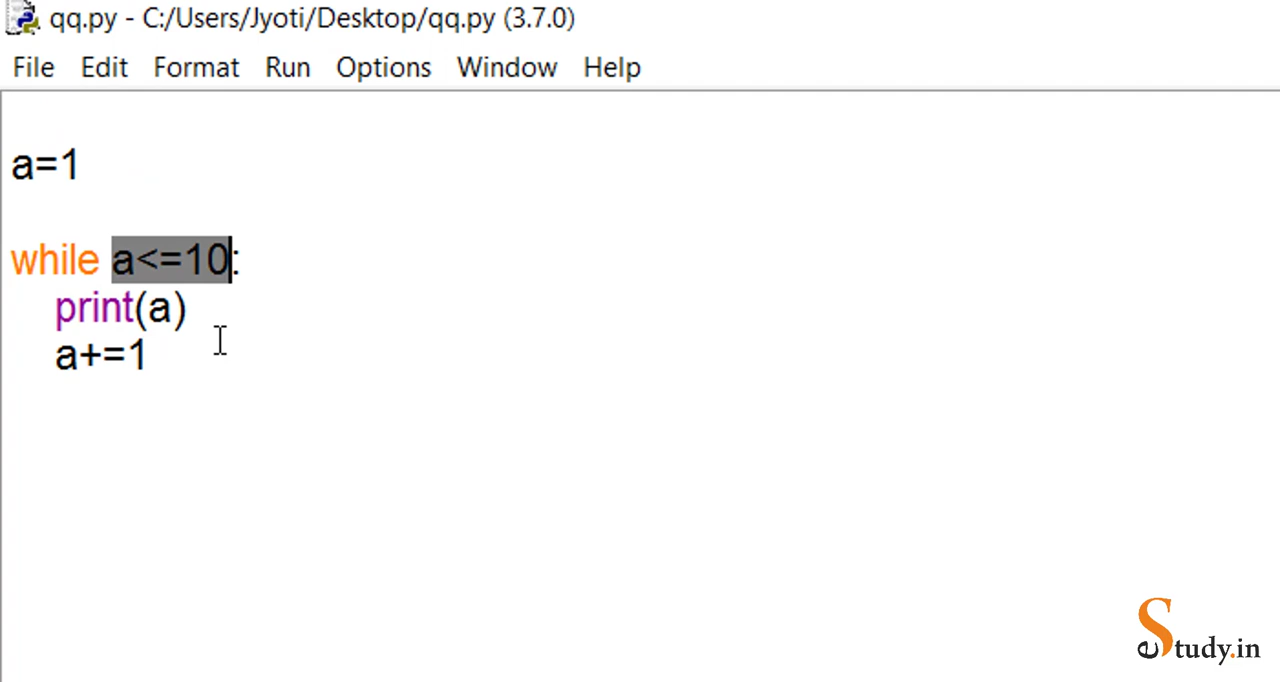 qq.py - C:/Users/Jyoti/Desktop/qq.py (3.7.0)
File Edit Format Run Options Window Help
a=1
while a<=10:
print(a)
a+=1
eStudy.in